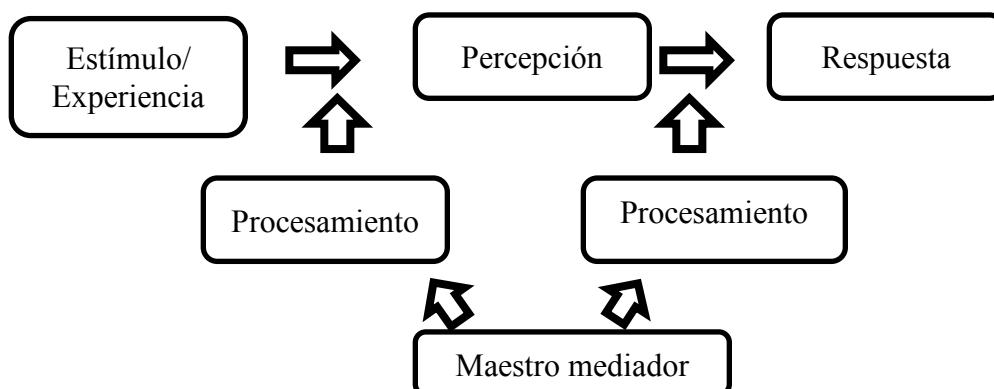 Estímulo/
Experiencia
Percepción
Respuesta
Procesamiento
Procesamiento
Maestro mediador